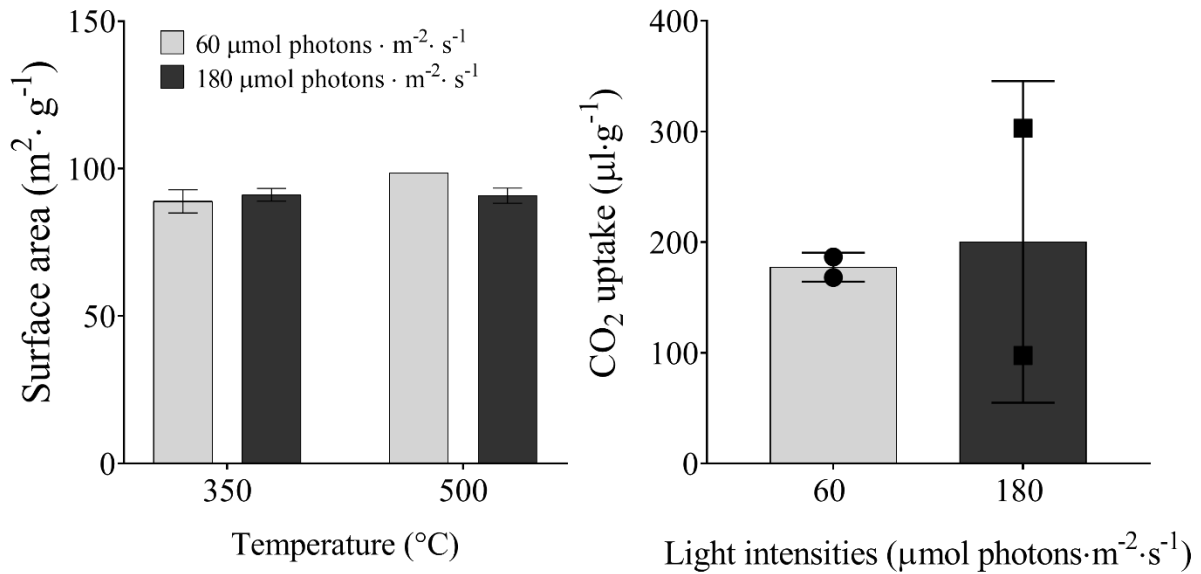 150
100
50
0
Surface area (m²· g⁻¹)
60 μmol photons · m⁻²· s⁻¹
180 μmol photons · m⁻²· s⁻¹
350
500
Temperature (°C)
400
300
200
100
0
CO₂ uptake (μl·g⁻¹)
60
180
Light intensities (μmol photons·m⁻²·s⁻¹)